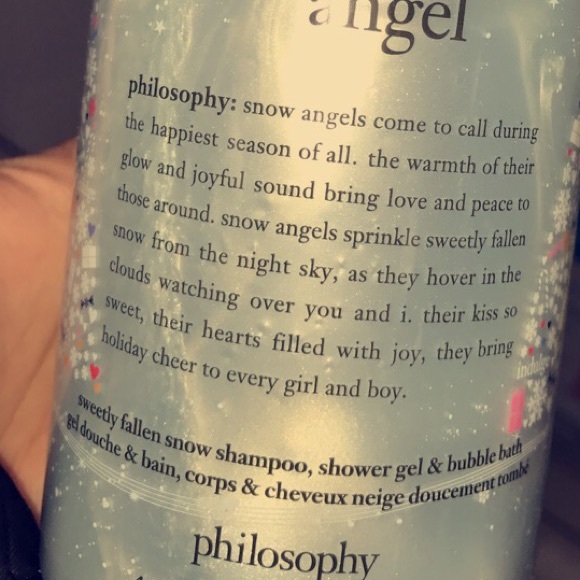 angel
philosophy: snow angels come to call during
the happiest season of all. the warmth of their
glow and joyful sound bring love and peace to
those around. snow angels sprinkle sweetly fallen
snow from the night sky, as they hover in the
clouds watching over you and i. their kiss so
sweet, their hearts filled with joy, they bring
holiday cheer to every girl and boy.
sweetly fallen snow shampoo, shower gel & bubble bath
gel douche & bain, corps & cheveux neige doucement tombé
philosophy